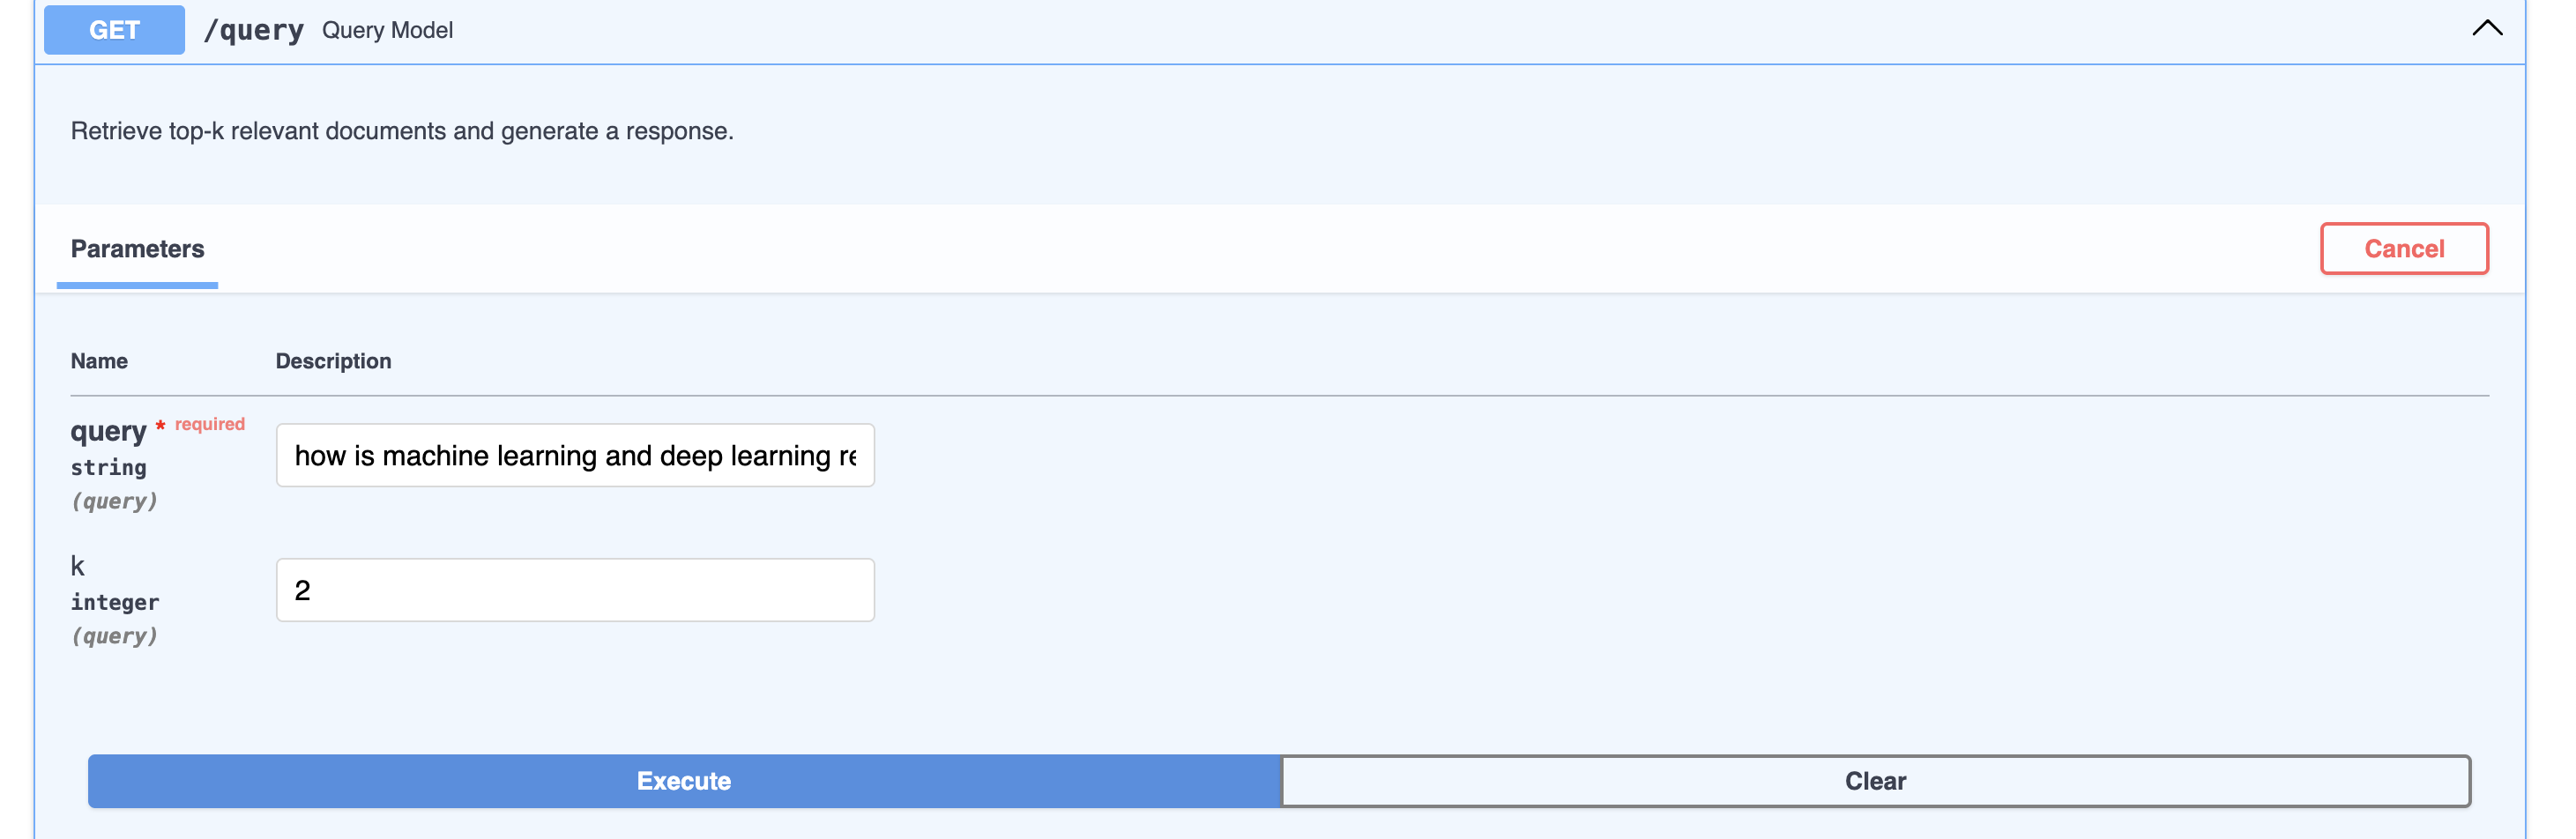 GET /query Query Model
Retrieve top-k relevant documents and generate a response.
Parameters
Cancel
Name Description
query * required
string
(query)
how is machine learning and deep learning re
k
integer
(query)
2
Execute
Clear